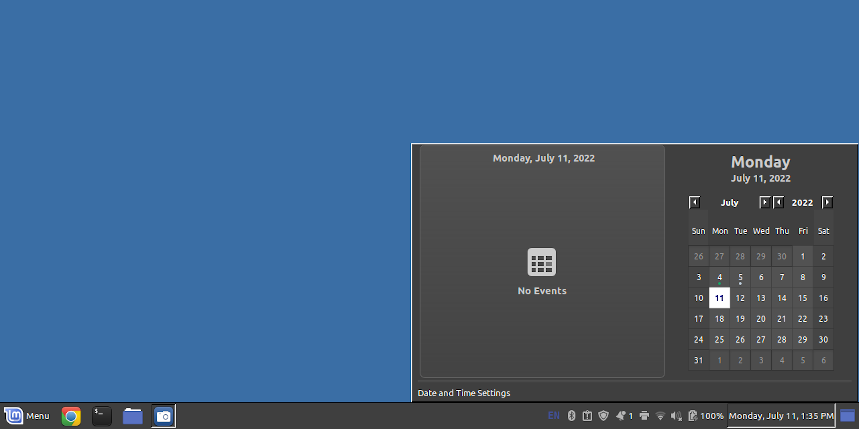 Monday, July 11, 2022
No Events
Monday
July 11, 2022
July 2022
Sun Mon Tue Wed Thu Fri Sat
26 27 28 29 30 1 2
3 4 5 6 7 8 9
10 11 12 13 14 15 16
17 18 19 20 21 22 23
24 25 26 27 28 29 30
31 1 2 3 4 5 6
Date and Time Settings
Menu $_ EN 1 100% Monday, July 11, 1:35 PM